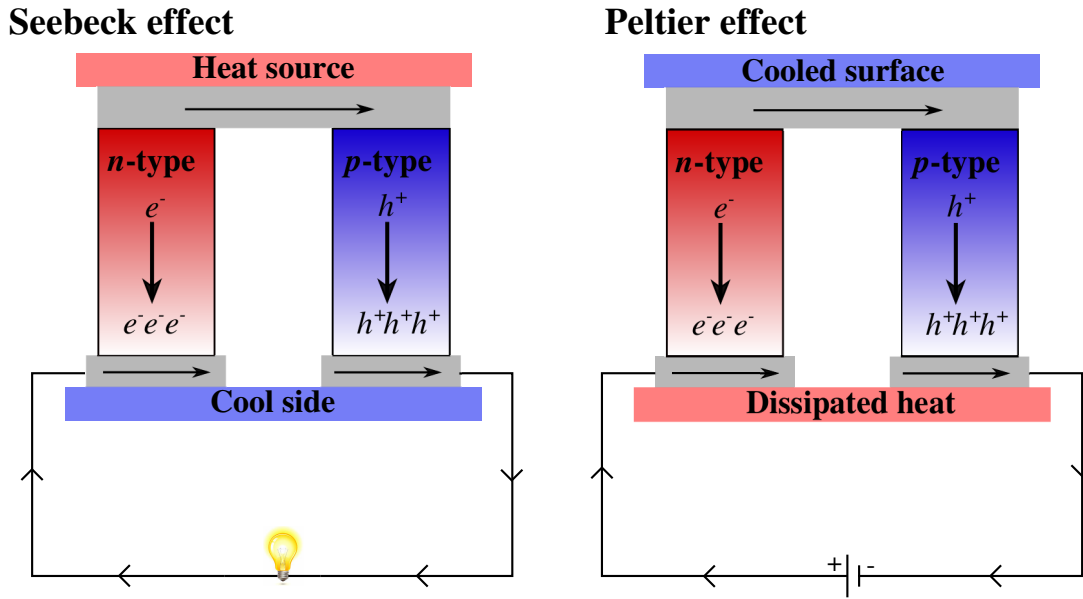 Seebeck effect
Heat source
n-type
p-type
e⁻
h⁺
e⁻e⁻e⁻
h⁺h⁺h⁺
Cool side
Peltier effect
Cooled surface
n-type
p-type
e⁻
h⁺
e⁻e⁻e⁻
h⁺h⁺h⁺
Dissipated heat
+ -